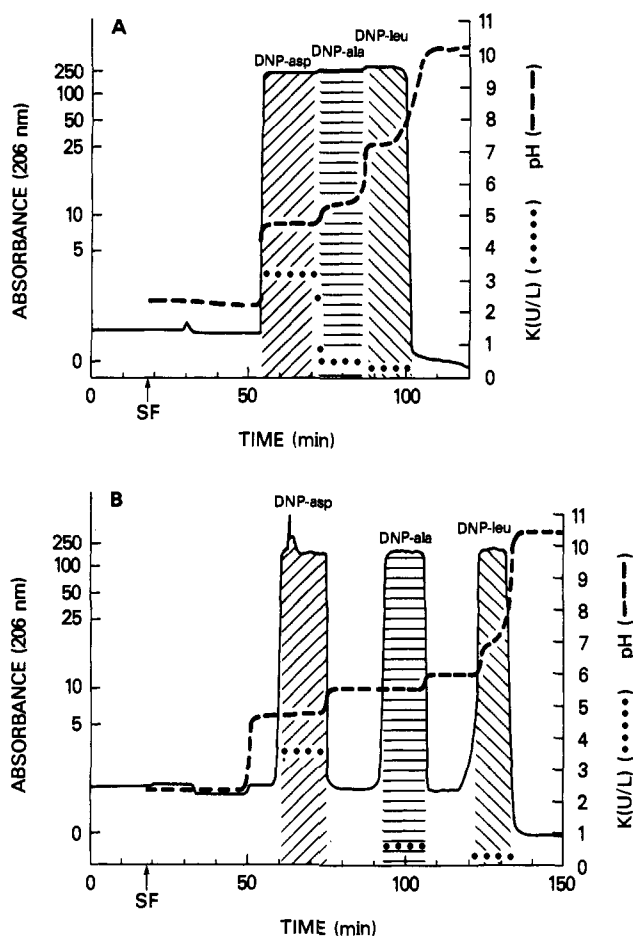 A
DNP-asp
DNP-ala
DNP-leu
ABSORBANCE (206 nm)
250
100
50
25
10
5
0
11
10
9
8
7
6
5
4
3
2
1
0
K(U/L) (••••) pH (---)
0 50 100
SF
TIME (min)
B
DNP-asp
DNP-ala
DNP-leu
ABSORBANCE (206 nm)
250
100
50
25
10
5
0
11
10
9
8
7
6
5
4
3
2
1
0
K(U/L) (•••••) pH (---)
0 50 100 150
SF
TIME (min)